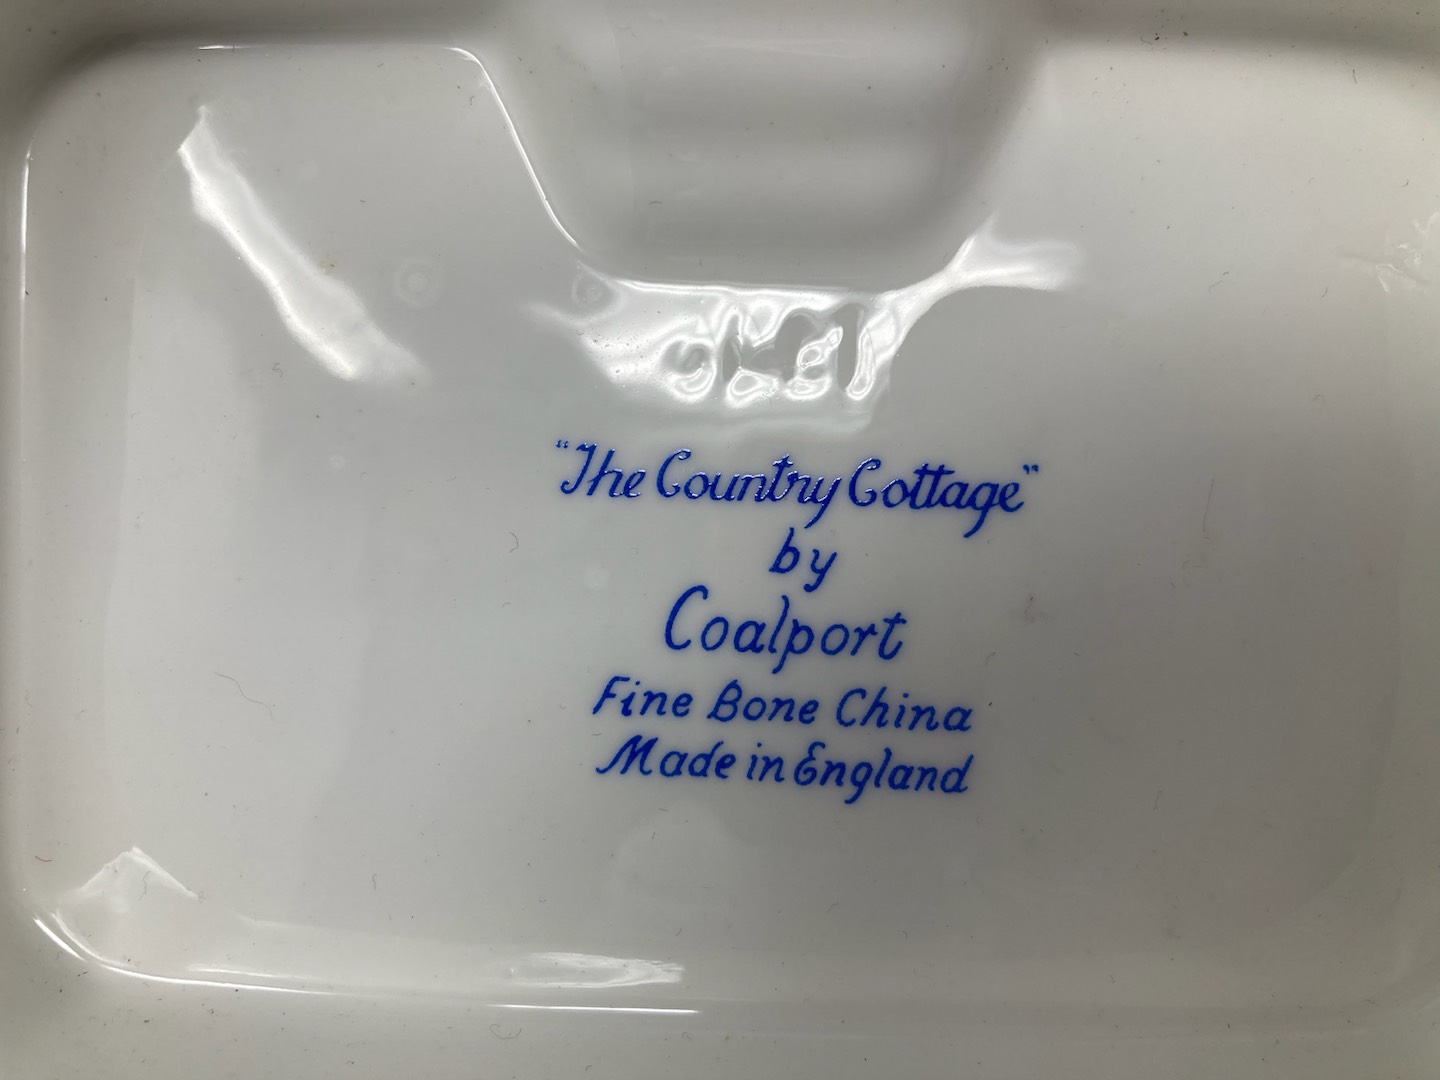 "The Country Cottage"
by
Coalport
Fine Bone China
Made in England